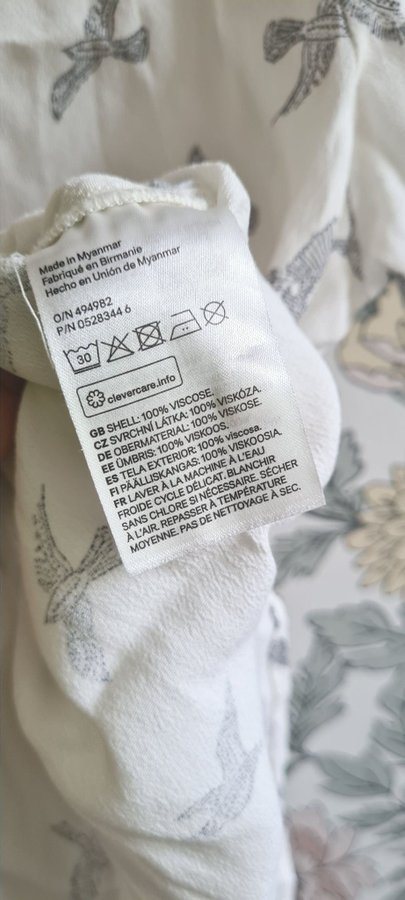 Made in Myanmar
Fabriqué en Birmanie
Hecho en Unión de Myanmar
O/N 494982
P/N 0528344 6
30
clevercare.info
GB SHELL: 100% VISCOSE.
CZ SVRCHNÍ LÁTKA: 100% VISKÓZA.
DE OBERMATERIAL: 100% VISKOSE.
EE ÜMBRIS: 100% VISKOOS.
ES TELA EXTERIOR: 100% viscosa.
FI PÄÄLLISKANGAS: 100% VISKOOSIA.
FR LAVER À LA MACHINE À L'EAU
FROIDE CYCLE DÉLICAT. BLANCHIR
SANS CHLORE SI NÉCESSAIRE. SÉCHER
À L'AIR. REPASSER À TEMPÉRATURE
MOYENNE. PAS DE NETTOYAGE À SEC.